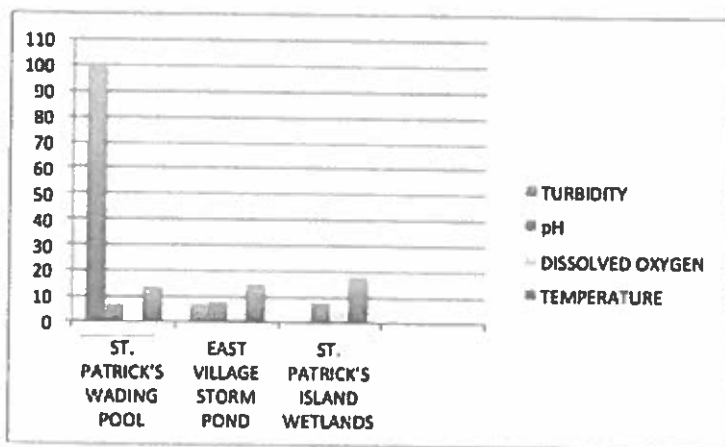 110
100
90
80
70
60
50
40
30
20
10
0
ST.
PATRICK'S
WADING
POOL
EAST
VILLAGE
STORM
POND
ST.
PATRICK'S
ISLAND
WETLANDS
TURBIDITY
pH
DISSOLVED OXYGEN
TEMPERATURE